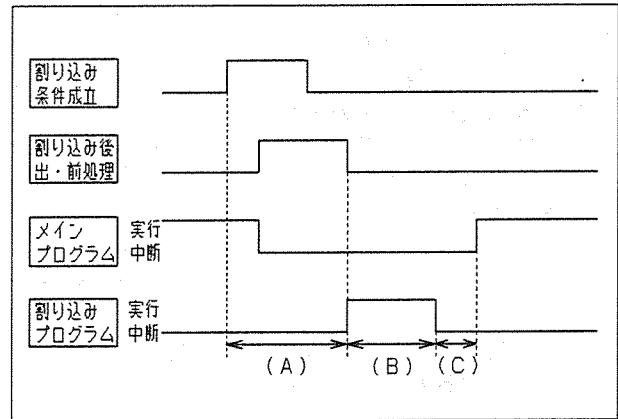 割り込み
条件成立
割り込み後
出・前処理
メイン
プログラム
実行
中断
割り込み
プログラム
実行
中断
(A)
(B)
(C)